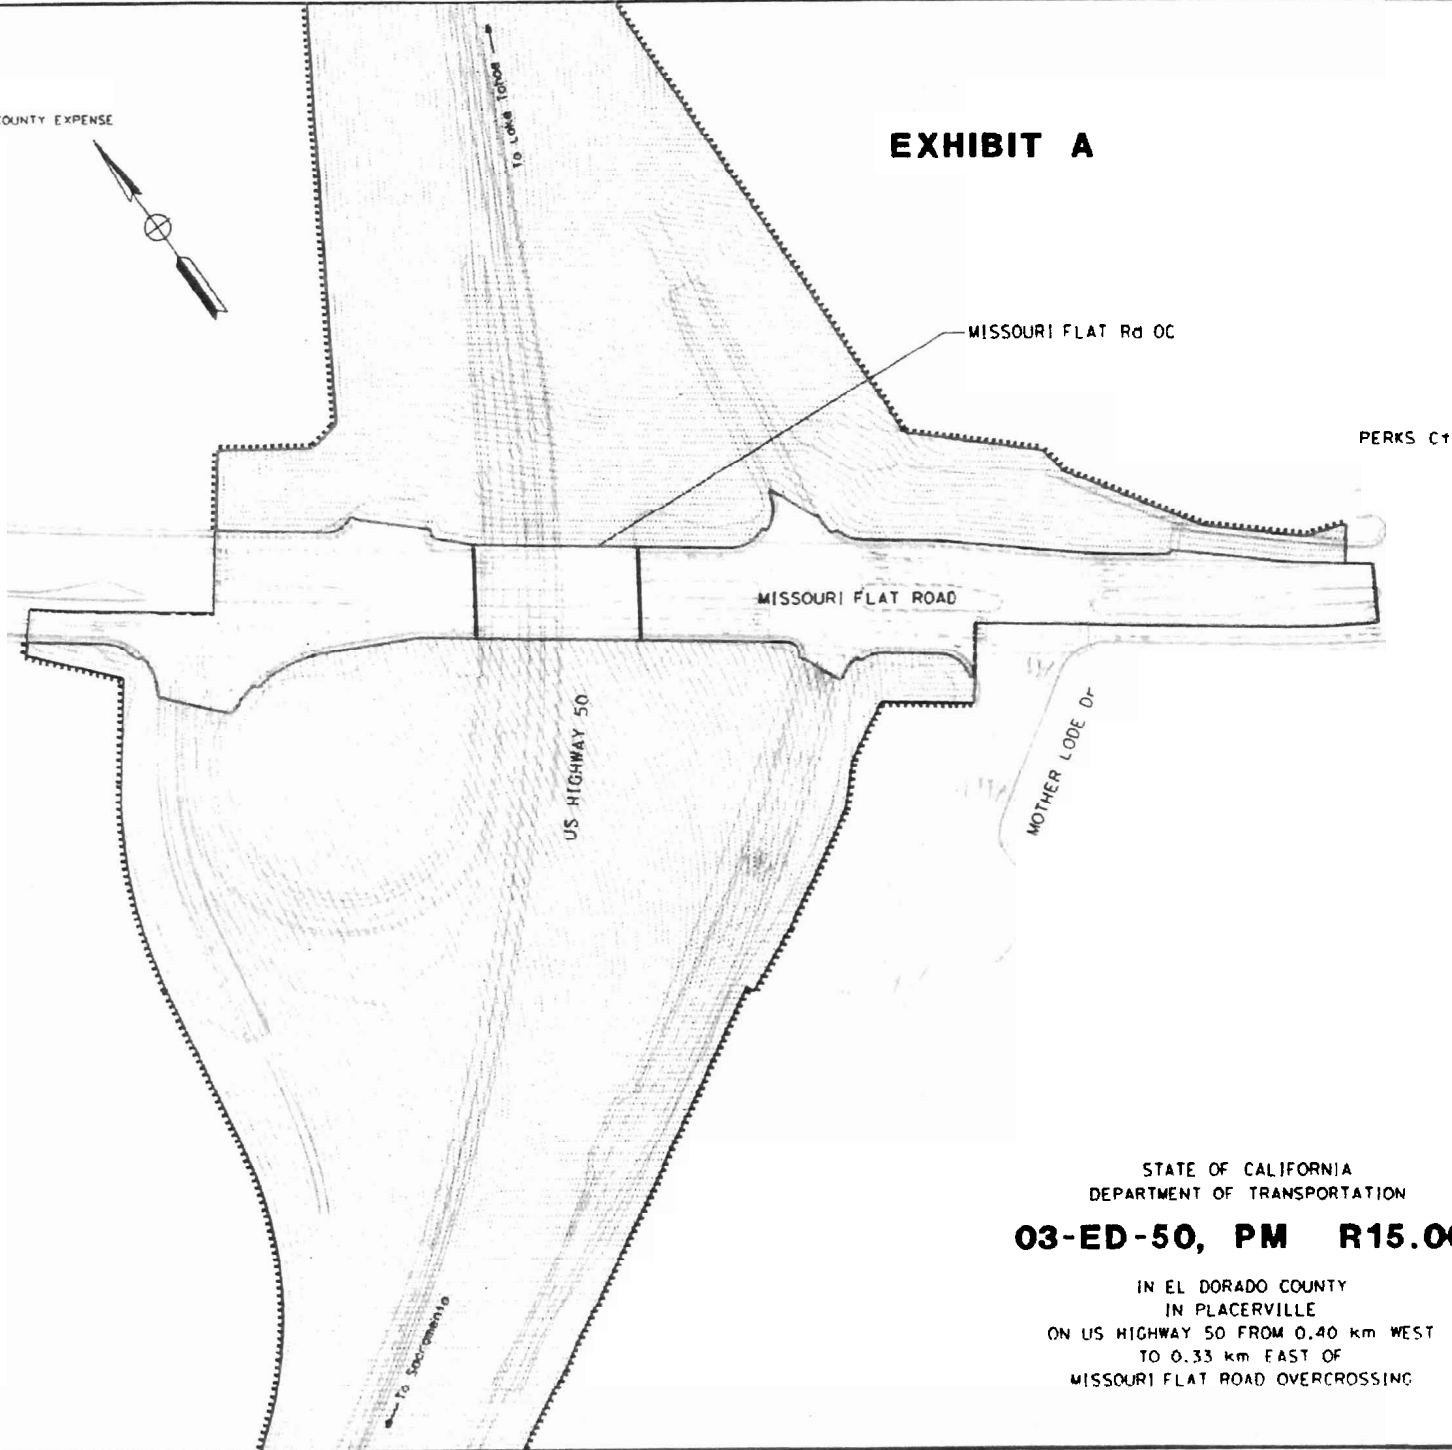 COUNTY EXPENSE
To Lake Tahoe
EXHIBIT A
MISSOURI FLAT Rd OC
PERKS Ct
MISSOURI FLAT ROAD
US HIGHWAY 50
MOTHER LODE Dr
To Sacramento
STATE OF CALIFORNIA
DEPARTMENT OF TRANSPORTATION
03-ED-50, PM R15.0
IN EL DORADO COUNTY
IN PLACERVILLE
ON US HIGHWAY 50 FROM 0.40 km WEST
TO 0.33 km EAST OF
MISSOURI FLAT ROAD OVERCROSSING